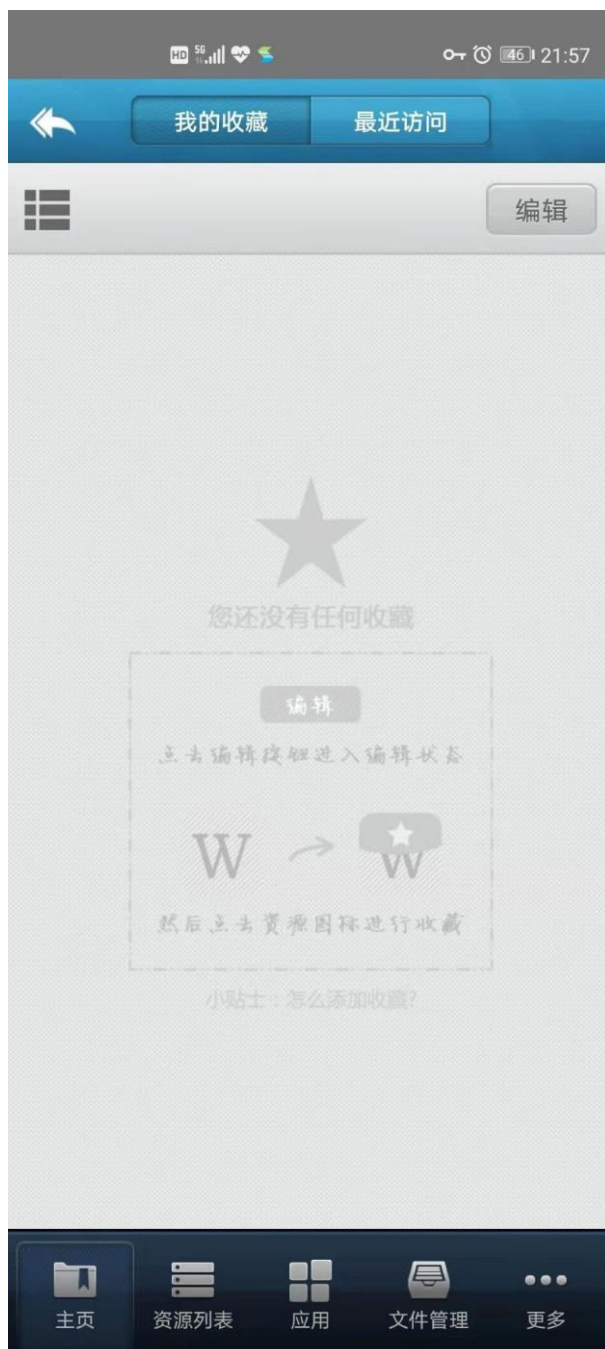 HD 5G 46 21:57
我的收藏 最近访问
编辑
您还没有任何收藏
编辑
点击编辑按钮进入编辑状态
W W
然后点击资源图标进行收藏
小贴士：怎么添加收藏?
主页 资源列表 应用 文件管理 更多